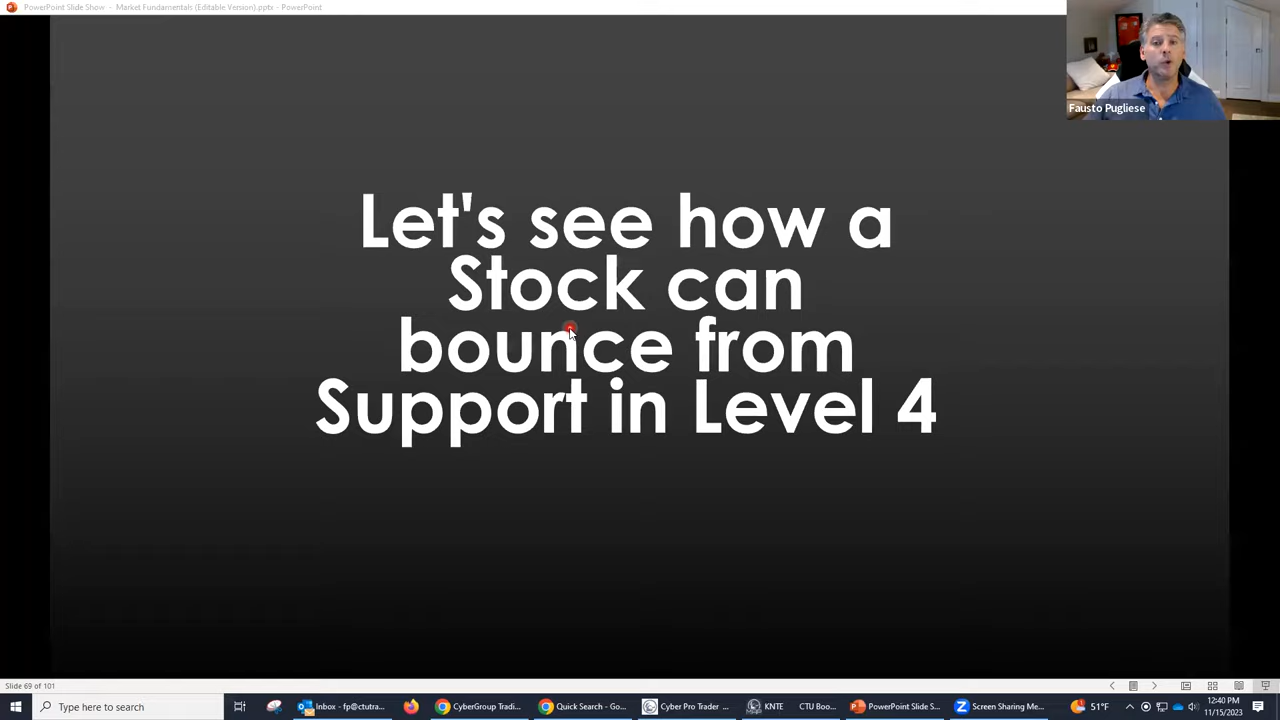 PowerPoint Slide Show - Market Fundamentals (Editable Version).pptx - PowerPoint
Fausto Pugliese
Let's see how a
Stock can
bounce from
Support in Level 4
Slide 69 of 101
Type here to search
Inbox - fp@ctutra...
CyberGroup Tradi...
Quick Search - Go...
Cyber Pro Trader ...
KNTE
CTU Boo...
PowerPoint Slide S...
Screen Sharing Me...
51°F
12:40 PM
11/15/2023